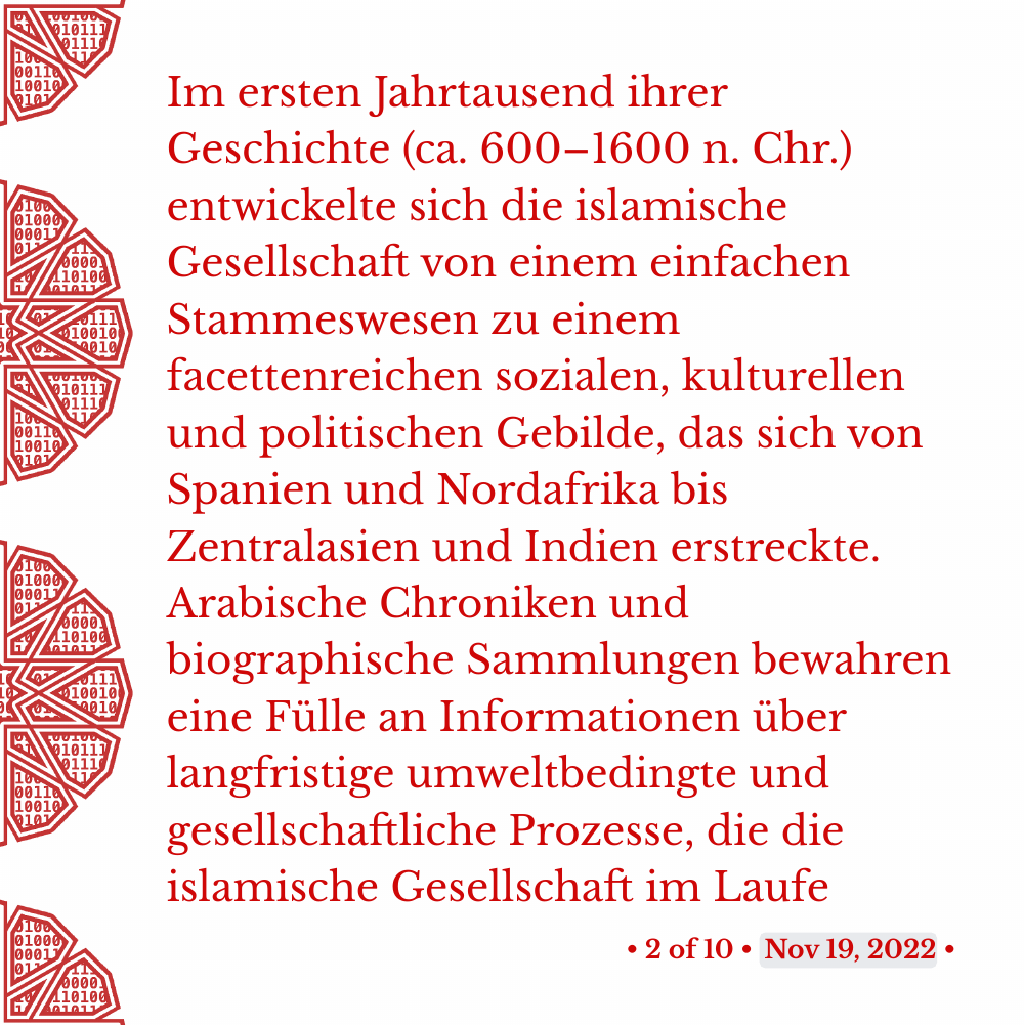 Im ersten Jahrtausend ihrer
Geschichte (ca. 600–1600 n. Chr.)
entwickelte sich die islamische
Gesellschaft von einem einfachen
Stammeswesen zu einem
facettenreichen sozialen, kulturellen
und politischen Gebilde, das sich von
Spanien und Nordafrika bis
Zentralasien und Indien erstreckte.
Arabische Chroniken und
biographische Sammlungen bewahren
eine Fülle an Informationen über
langfristige umweltbedingte und
gesellschaftliche Prozesse, die die
islamische Gesellschaft im Laufe
• 2 of 10 • Nov 19, 2022 •